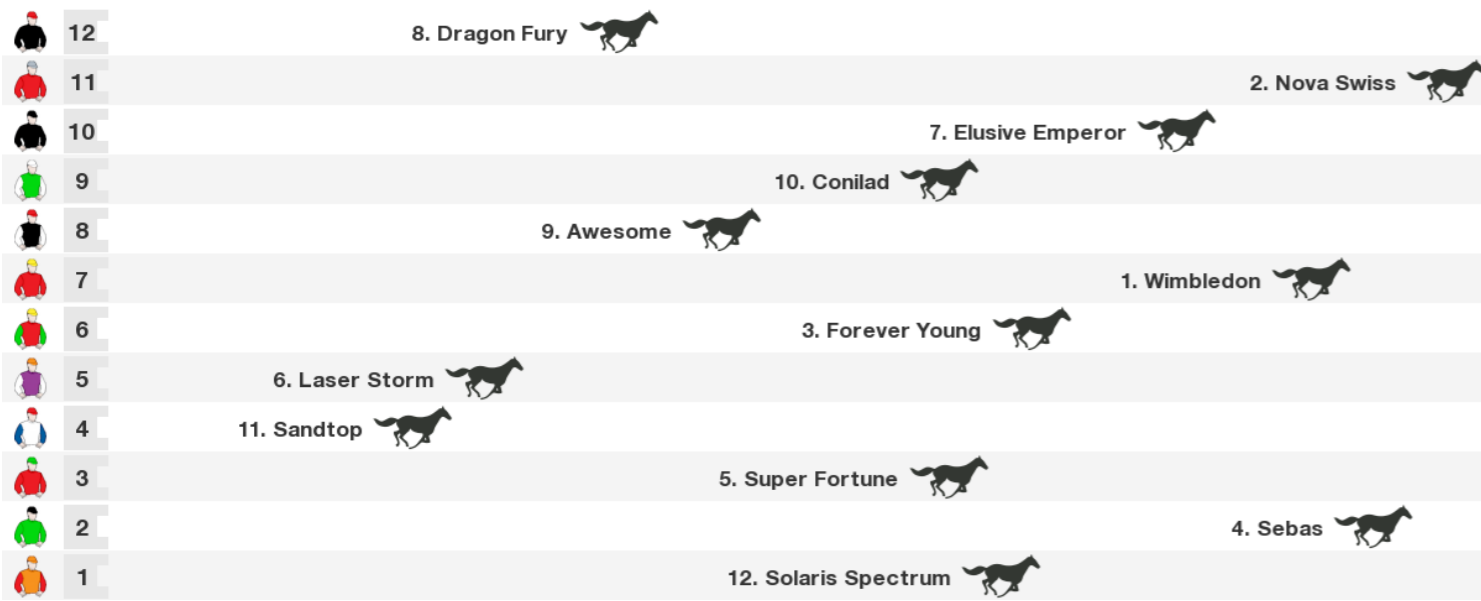 12 8. Dragon Fury
11 2. Nova Swiss
10 7. Elusive Emperor
9 10. Conilad
8 9. Awesome
7 1. Wimbledon
6 3. Forever Young
5 6. Laser Storm
4 11. Sandtop
3 5. Super Fortune
2 4. Sebas
1 12. Solaris Spectrum